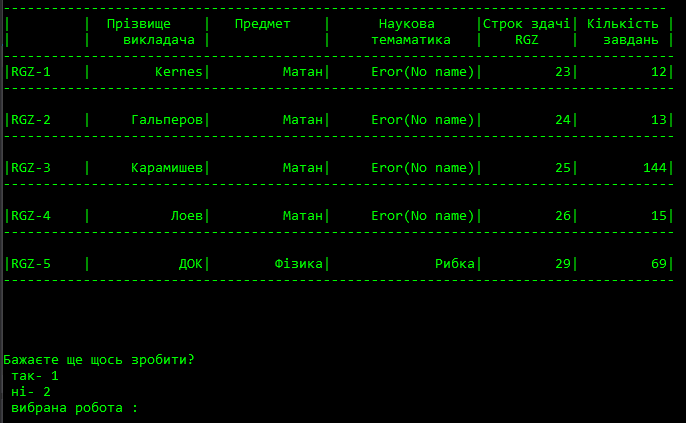 -----------------------------------------------------------------------------------
|         |  Прізвище    |   Предмет    |      Наукова     |Строк здачі| Кількість |
|         |    викладача |              |     темаматика   |    RGZ    |   завдань |
------------------------------------------------------------------------------------
|RGZ-1    |        Kernes|         Матан|     Eror(No name)|         23|         12|
------------------------------------------------------------------------------------
|RGZ-2    |     Гальперов|         Матан|     Eror(No name)|         24|         13|
------------------------------------------------------------------------------------
|RGZ-3    |     Карамишев|         Матан|     Eror(No name)|         25|        144|
------------------------------------------------------------------------------------
|RGZ-4    |          Лоев|         Матан|     Eror(No name)|         26|         15|
------------------------------------------------------------------------------------
|RGZ-5    |           ДОК|        Фізика|             Рибка|         29|         69|
------------------------------------------------------------------------------------
Бажаєте ще щось зробити?
так- 1
ні- 2
вибрана робота :